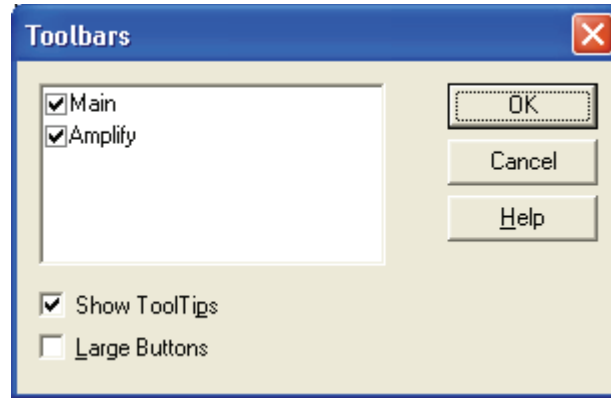 Toolbars
Main
Amplify
OK
Cancel
Help
Show ToolTips
Large Buttons